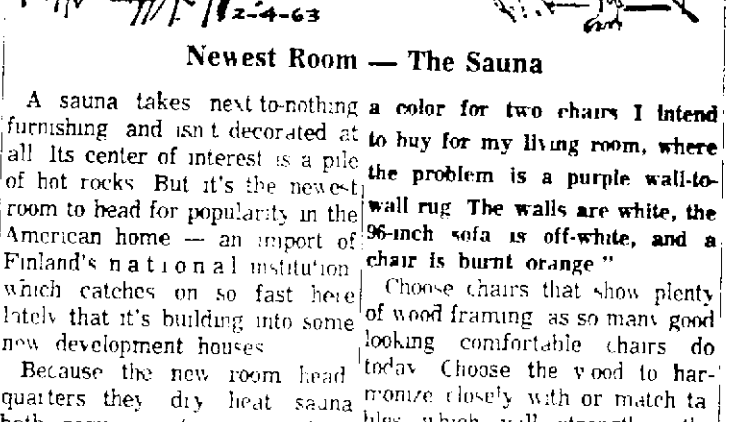 12-4-63
Newest Room — The Sauna
A sauna takes next to-nothing
furnishing and isn't decorated at
all Its center of interest is a pile
of hot rocks But it's the newest
room to head for popularity in the
American home — an import of
Finland's national institution
which catches on so fast here
lately that it's building into some
new development houses
Because the new room head
quarters they dry heat sauna
a color for two chairs I intend
to buy for my living room, where
the problem is a purple wall-to-
wall rug The walls are white, the
96-inch sofa is off-white, and a
chair is burnt orange "
Choose chairs that show plenty
of wood framing as so many good
looking comfortable chairs do
today Choose the wood to har-
monize closely with or match ta
bles which will